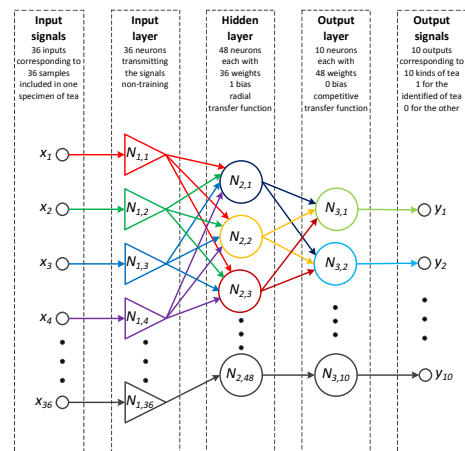 Input
signals
36 inputs
corresponding to
36 samples
included in one
specimen of tea
Input
layer
36 neurons
transmitting
the signals
non-training
Hidden
layer
48 neurons
each with
36 weights
1 bias
radial
transfer function
Output
layer
10 neurons
each with
48 weights
0 bias
competitive
transfer function
Output
signals
10 outputs
corresponding to
10 kinds of tea
1 for the
identified of tea
0 for the other
x1
x2
x3
x4
x36
N1,1
N1,2
N1,3
N1,4
N1,36
N2,1
N2,2
N2,3
N2,48
N3,1
N3,2
N3,10
y1
y2
y10